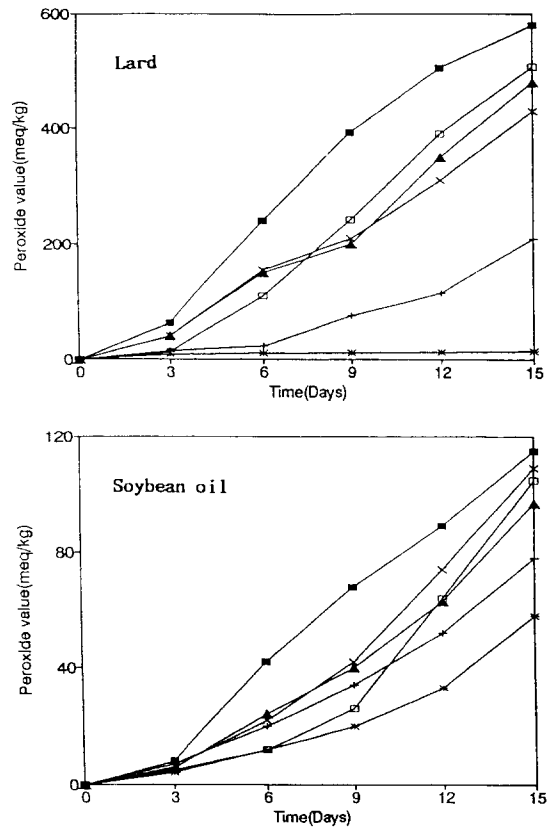 600
Lard
400
200
0
Peroxide value(meq/kg)
0 3 6 9 12 15
Time(Days)
120
Soybean oil
80
40
0
Peroxide value(meq/kg)
0 3 6 9 12 15
Time(Days)